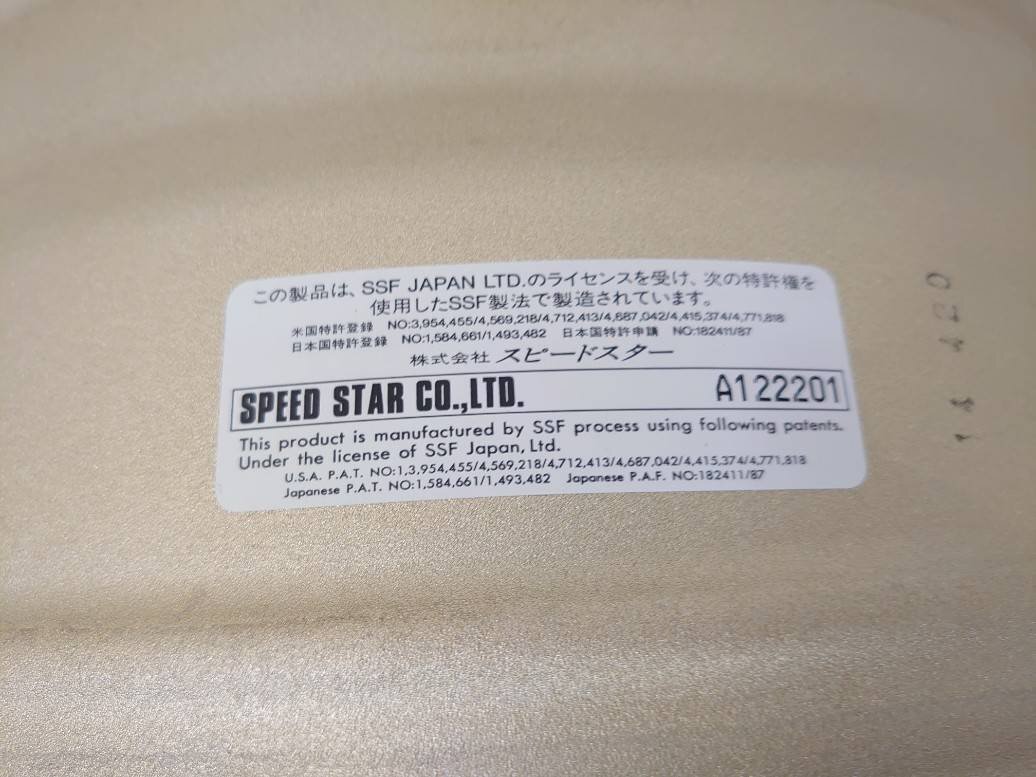 この製品は、SSF JAPAN LTD.のライセンスを受け、次の特許権を
使用したSSF製法で製造されています。
米国特許登録 NO:3,954,455/4,569,218/4,712,413/4,687,042/4,415,374/4,771,818
日本国特許登録 NO:1,584,661/1,493,482 日本国特許申請 NO:182411/87
株式会社 スピードスター
SPEED STAR CO.,LTD. A122201
This product is manufactured by SSF process using following patents.
Under the license of SSF Japan, Ltd.
U.S.A. P.A.T. NO:1,3,954,455/4,569,218/4,712,413/4,687,042/4,415,374/4,771,818
Japanese P.A.T. NO:1,584,661/1,493,482 Japanese P.A.F. NO:182411/87